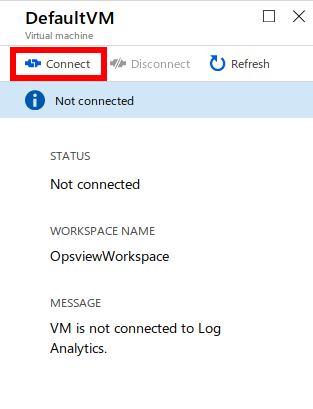 DefaultVM
Virtual machine
Connect Disconnect Refresh
Not connected
STATUS
Not connected
WORKSPACE NAME
OpsviewWorkspace
MESSAGE
VM is not connected to Log
Analytics.